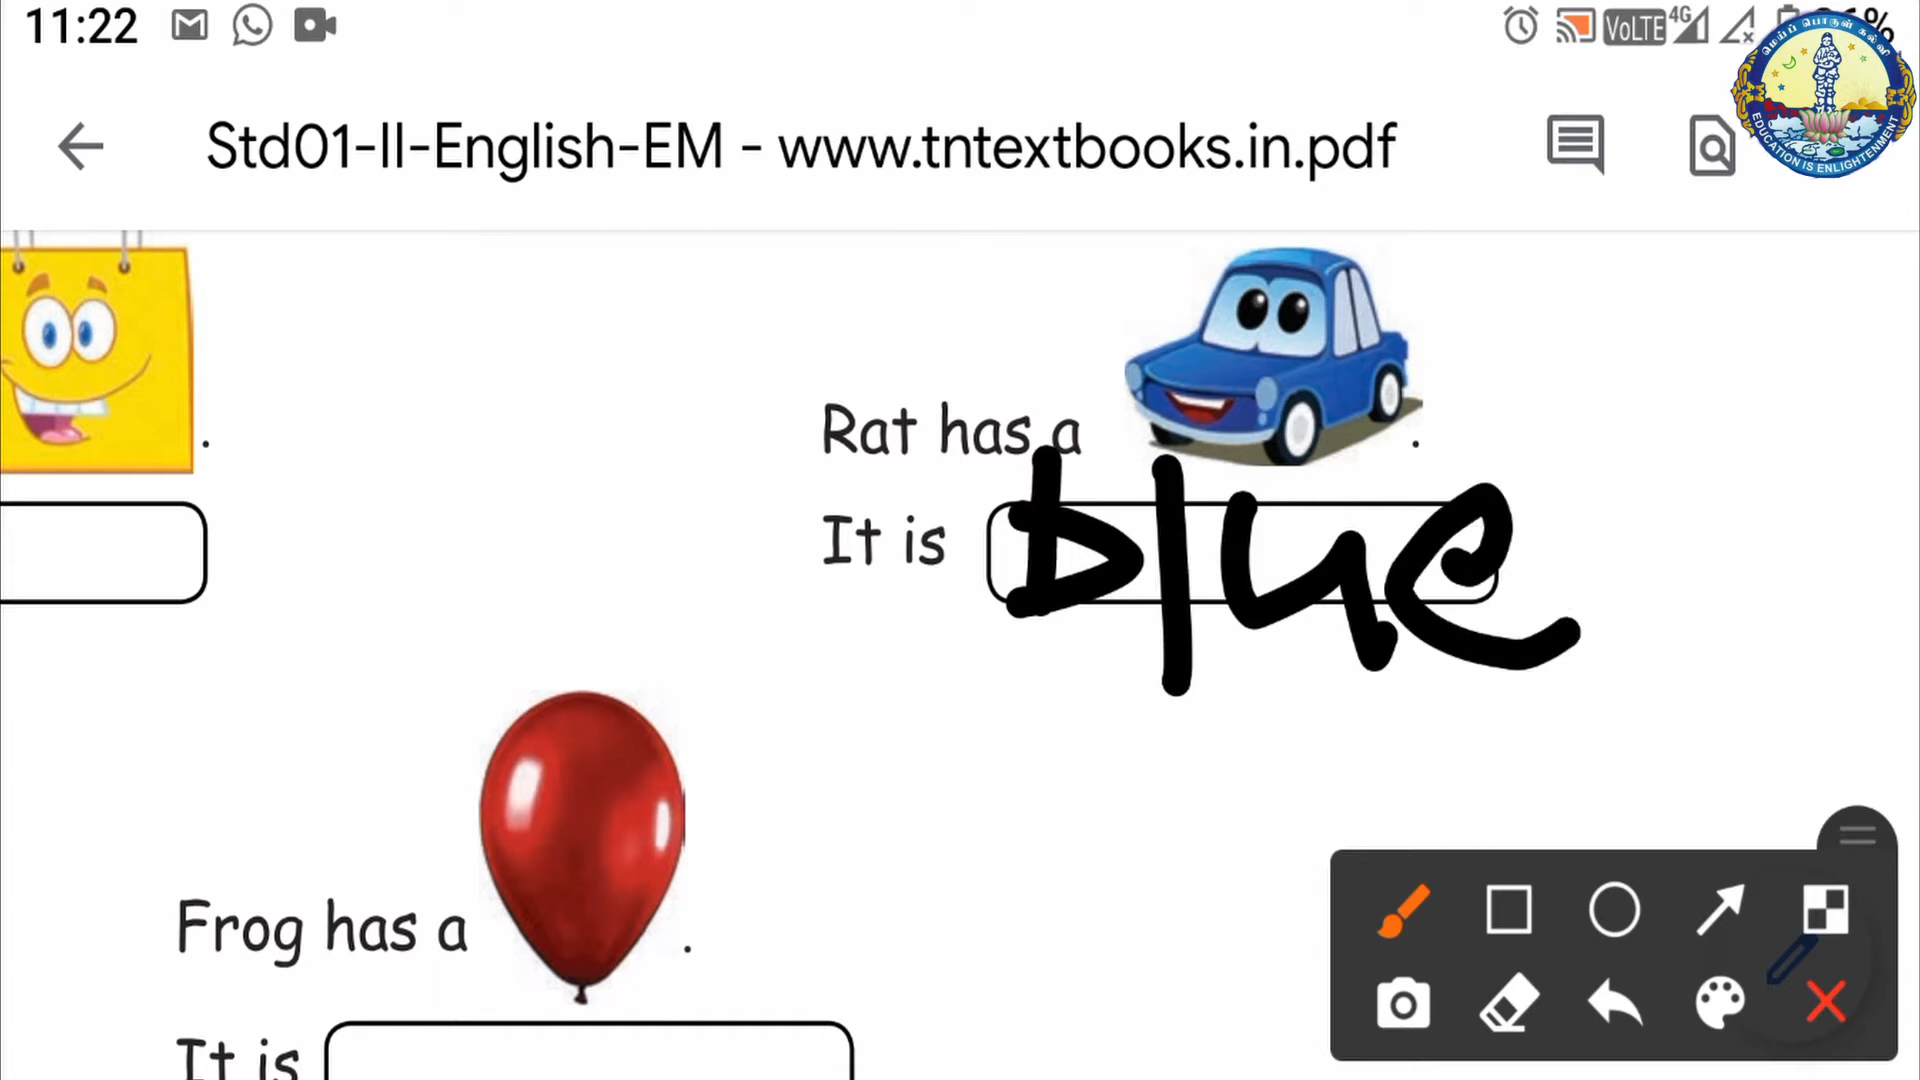 11:22
VoLTE 4G
Std01-II-English-EM - www.tntextbooks.in.pdf
மெய்ப் பொருள் கல்வி
EDUCATION IS ENLIGHTENMENT
.
Rat has a .
It is blue
Frog has a .
It is